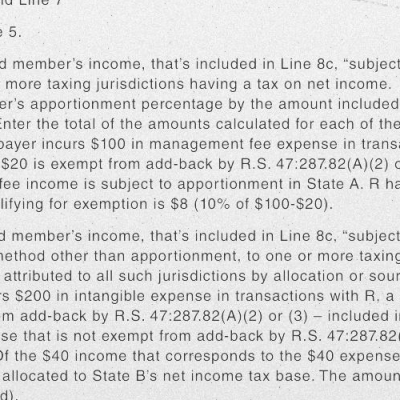 nd Line 7
e 5.
d member's income, that's included in Line 8c, “subject
more taxing jurisdictions having a tax on net income.
er's apportionment percentage by the amount included
Enter the total of the amounts calculated for each of the
payer incurs $100 in management fee expense in trans
$20 is exempt from add-back by R.S. 47:287.82(A)(2) o
fee income is subject to apportionment in State A. R ha
lifying for exemption is $8 (10% of $100-$20).
d member's income, that's included in Line 8c, “subject
method other than apportionment, to one or more taxing
attributed to all such jurisdictions by allocation or sour
rs $200 in intangible expense in transactions with R, a
om add-back by R.S. 47:287.82(A)(2) or (3) – included i
se that is not exempt from add-back by R.S. 47:287.82(
Of the $40 income that corresponds to the $40 expense
allocated to State B's net income tax base. The amoun
d).